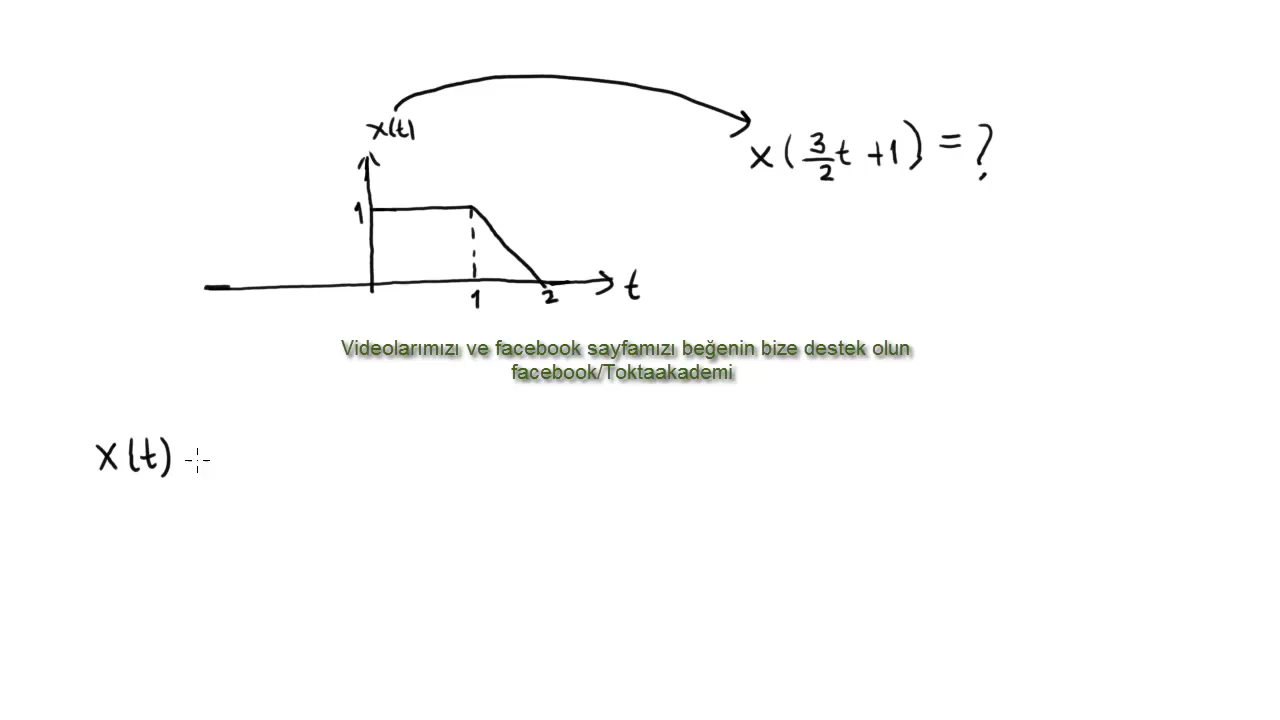 x(t)
x(3/2 t +1) = ?
1
1 2 t
Videolarımızı ve facebook sayfamızı beğenin bize destek olun
facebook/Toktaakademi
x(t)